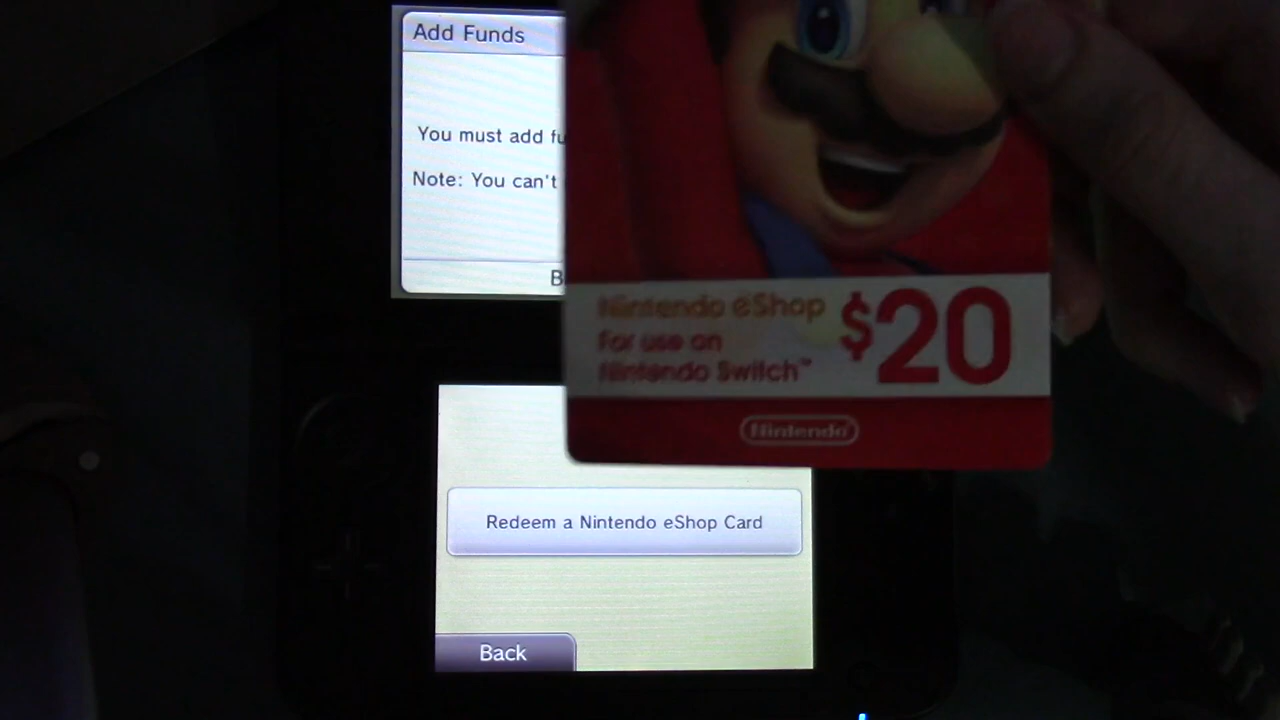 Add Funds
You must add fu
Note: You can't
B
Nintendo eShop
For use on
Nintendo Switch™
$20
Nintendo
Redeem a Nintendo eShop Card
Back